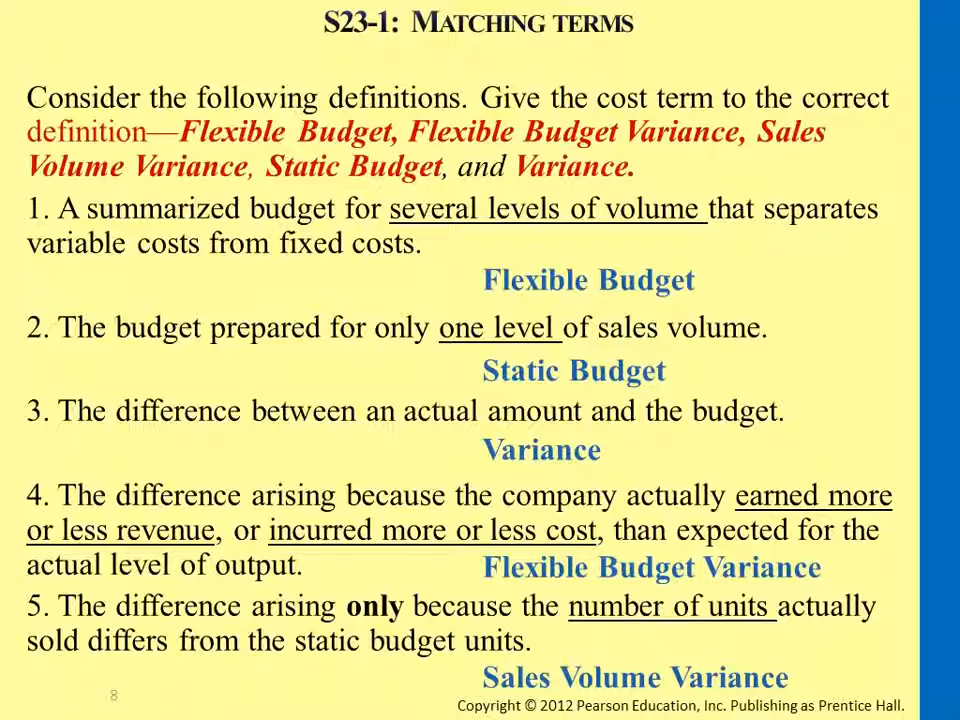 S23-1: MATCHING TERMS
Consider the following definitions. Give the cost term to the correct
definition—Flexible Budget, Flexible Budget Variance, Sales
Volume Variance, Static Budget, and Variance.
1. A summarized budget for several levels of volume that separates
variable costs from fixed costs.
Flexible Budget
2. The budget prepared for only one level of sales volume.
Static Budget
3. The difference between an actual amount and the budget.
Variance
4. The difference arising because the company actually earned more
or less revenue, or incurred more or less cost, than expected for the
actual level of output.
Flexible Budget Variance
5. The difference arising only because the number of units actually
sold differs from the static budget units.
Sales Volume Variance
8
Copyright © 2012 Pearson Education, Inc. Publishing as Prentice Hall.